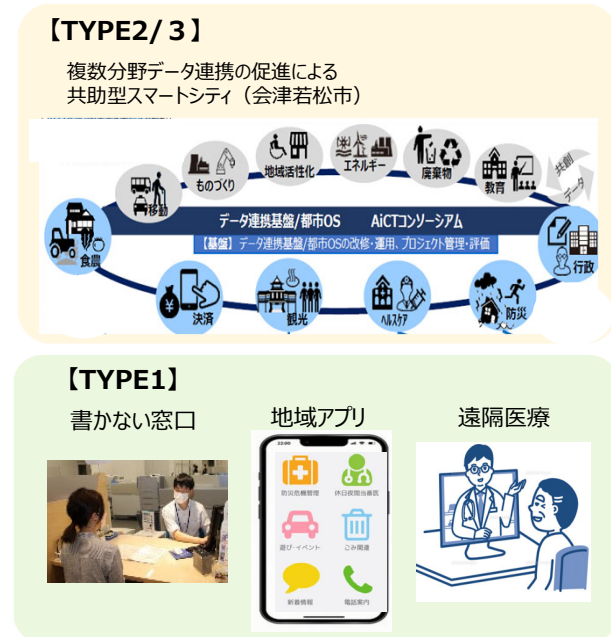 【TYPE2/３】
複数分野データ連携の促進による
共助型スマートシティ（会津若松市）
ものづくり
地域活性化
エネルギー
廃棄物
教育
共創
データ
移動
データ連携基盤/都市OS AiCTコンソーシアム
【基盤】データ連携基盤/都市OSの改修・運用、プロジェクト管理・評価
食農
行政
決済
観光
ヘルスケア
防災
【TYPE1】
書かない窓口
地域アプリ
遠隔医療
防災危機管理
休日夜間当番医
遊び・イベント
ごみ関連
新着情報
電話案内